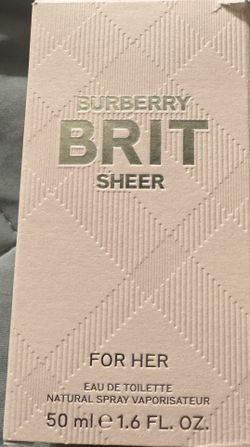 BURBERRY
BRIT
SHEER
FOR HER
EAU DE TOILETTE
NATURAL SPRAY VAPORISATEUR
50 ml ℮ 1.6 FL. OZ.